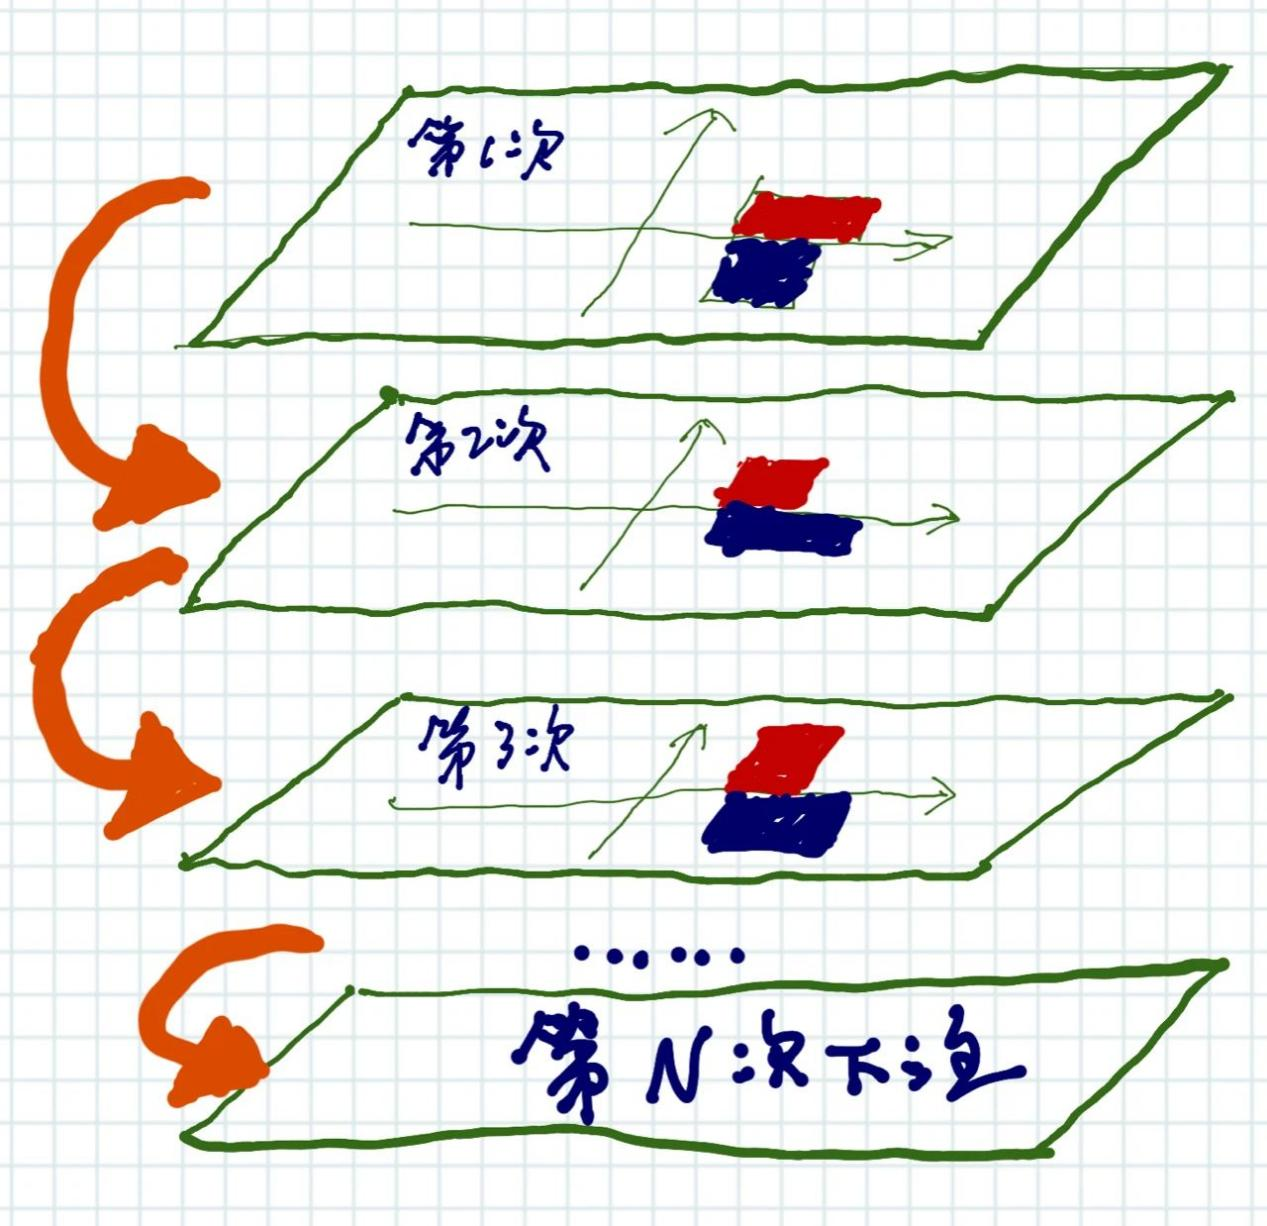 第1次
第2次
第3次
......
第N次下注